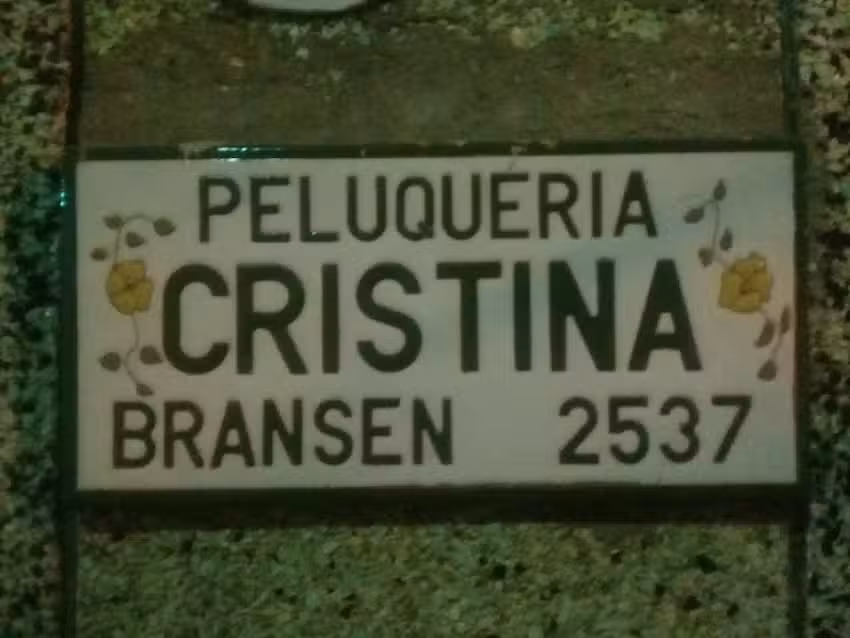 PELUQUERIA
CRISTINA
BRANSEN 2537